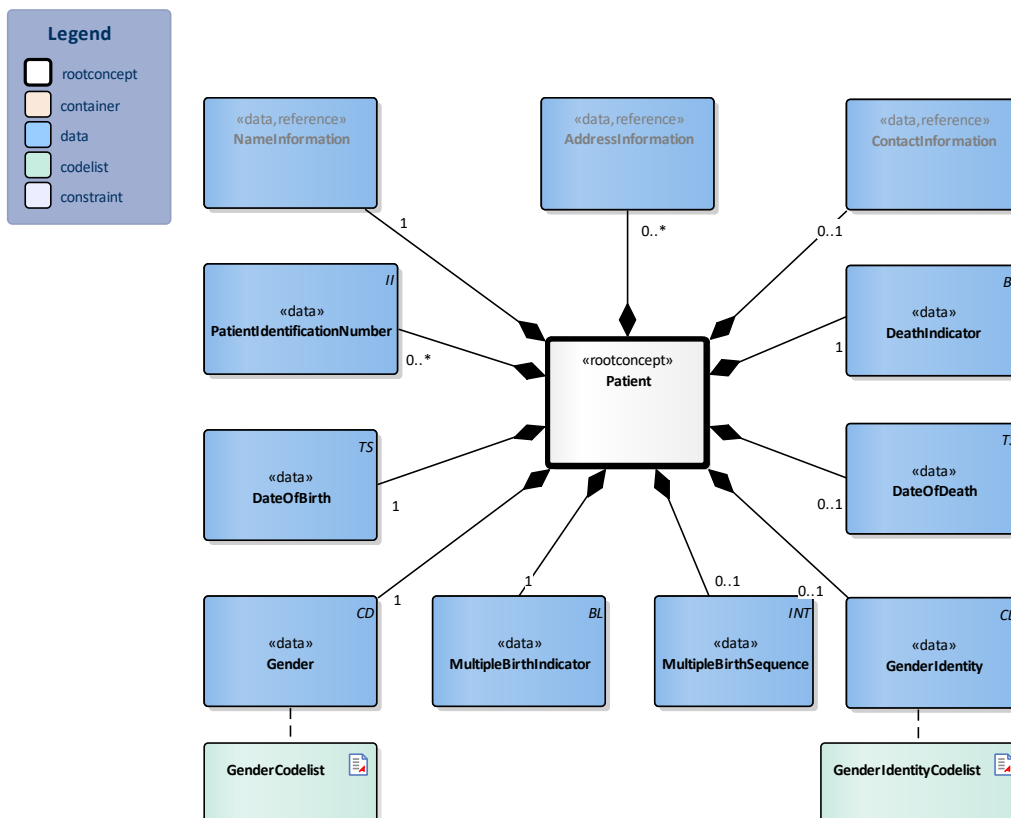 Legend
rootconcept
container
data
codelist
constraint
«data,reference»
NameInformation
«data,reference»
AddressInformation
«data,reference»
ContactInformation
1
0..*
0..1
II
«data»
PatientIdentificationNumber
0..*
«rootconcept»
Patient
«data»
DeathIndicator
1
TS
«data»
DateOfBirth
1
«data»
DateOfDeath
0..1
CD
«data»
Gender
1
BL
«data»
MultipleBirthIndicator
1
INT
«data»
MultipleBirthSequence
0..1
«data»
GenderIdentity
0..1
GenderCodelist
GenderIdentityCodelist